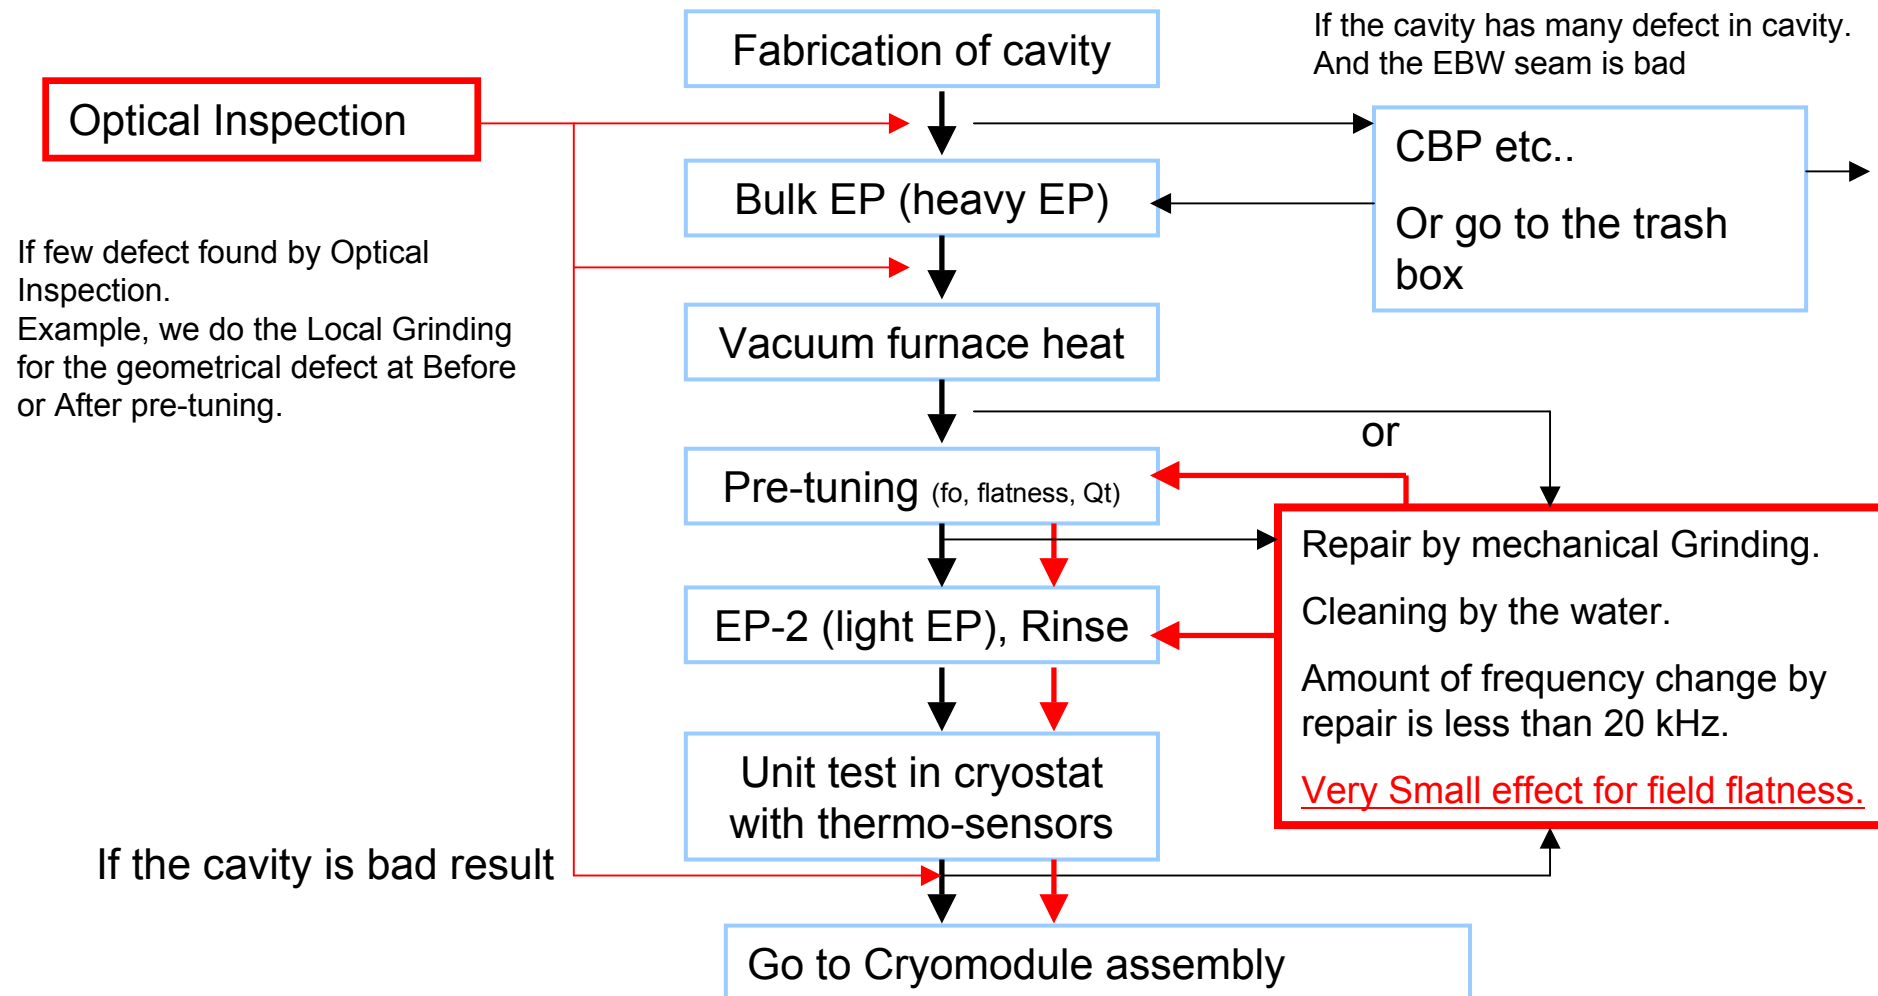 Fabrication of cavity
If the cavity has many defect in cavity.
And the EBW seam is bad
Optical Inspection
CBP etc..
Or go to the trash
box
Bulk EP (heavy EP)
If few defect found by Optical
Inspection.
Example, we do the Local Grinding
for the geometrical defect at Before
or After pre-tuning.
Vacuum furnace heat
or
Pre-tuning (fo, flatness, Qt)
Repair by mechanical Grinding.
Cleaning by the water.
Amount of frequency change by
repair is less than 20 kHz.
Very Small effect for field flatness.
EP-2 (light EP), Rinse
Unit test in cryostat
with thermo-sensors
If the cavity is bad result
Go to Cryomodule assembly